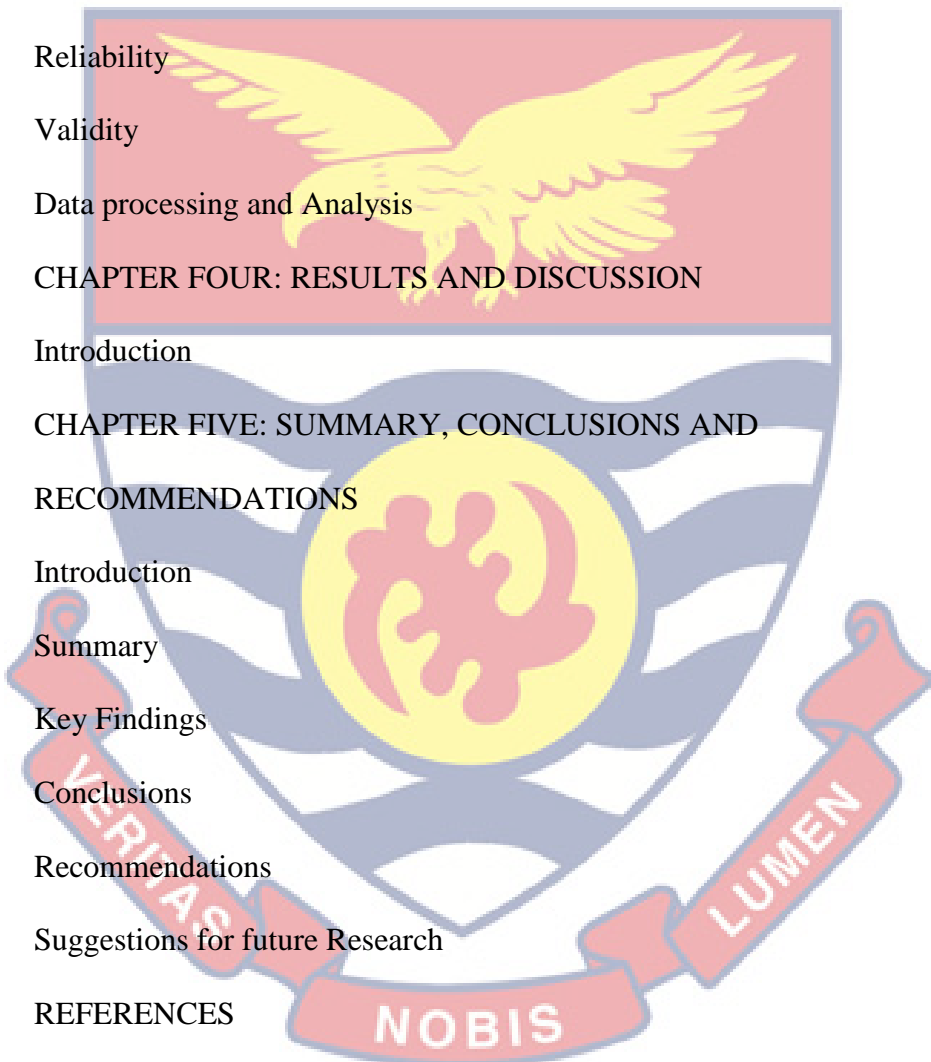 Reliability
Validity
Data processing and Analysis
CHAPTER FOUR: RESULTS AND DISCUSSION
Introduction
CHAPTER FIVE: SUMMARY, CONCLUSIONS AND
RECOMMENDATIONS
Introduction
Summary
Key Findings
Conclusions
Recommendations
Suggestions for future Research
REFERENCES
VERITAS
NOBIS
LUMEN